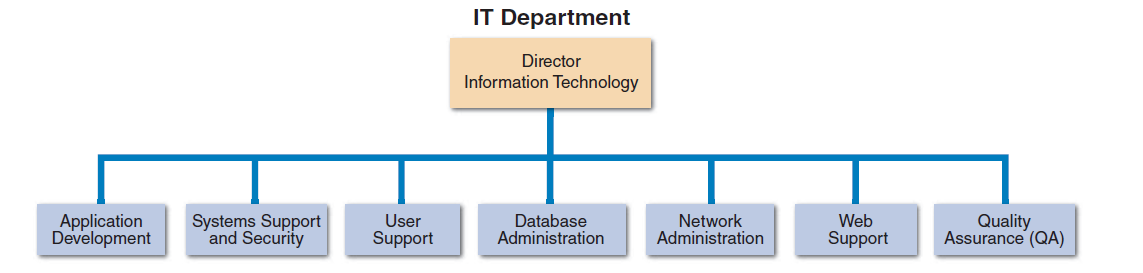 IT Department
Director
Information Technology
Application
Development
Systems Support
and Security
User
Support
Database
Administration
Network
Administration
Web
Support
Quality
Assurance (QA)